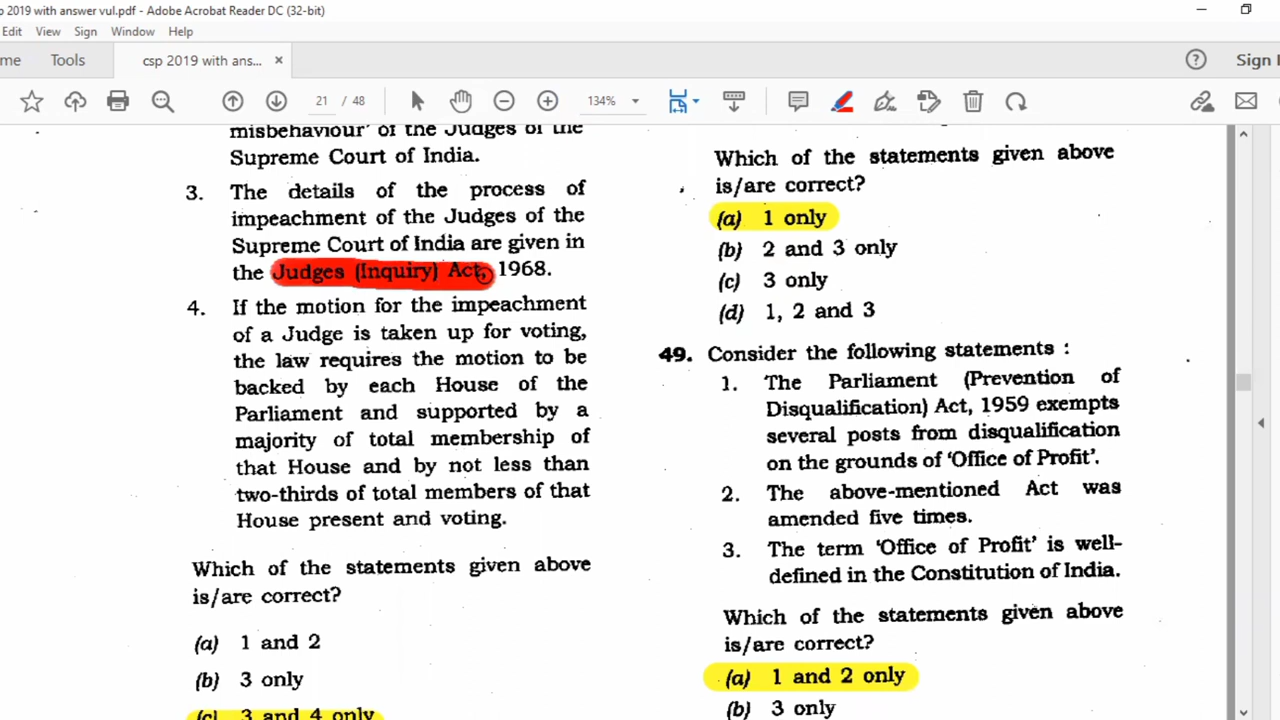 p 2019 with answer vul.pdf - Adobe Acrobat Reader DC (32-bit)
Edit View Sign Window Help
me Tools csp 2019 with ans... × ? Sign I
21 / 48 134%
misbehaviour' of the Judges of the
Supreme Court of India.
3. The details of the process of
impeachment of the Judges of the
Supreme Court of India are given in
the Judges (Inquiry) Act, 1968.
4. If the motion for the impeachment
of a Judge is taken up for voting,
the law requires the motion to be
backed by each House of the
Parliament and supported by a
majority of total membership of
that House and by not less than
two-thirds of total members of that
House present and voting.
Which of the statements given above
is/are correct?
(a) 1 and 2
(b) 3 only
(c) 3 and 4 only
Which of the statements given above
is/are correct?
(a) 1 only
(b) 2 and 3 only
(c) 3 only
(d) 1, 2 and 3
49. Consider the following statements :
1. The Parliament (Prevention of
Disqualification) Act, 1959 exempts
several posts from disqualification
on the grounds of 'Office of Profit'.
2. The above-mentioned Act was
amended five times.
3. The term 'Office of Profit' is well-
defined in the Constitution of India.
Which of the statements given above
is/are correct?
(a) 1 and 2 only
(b) 3 only